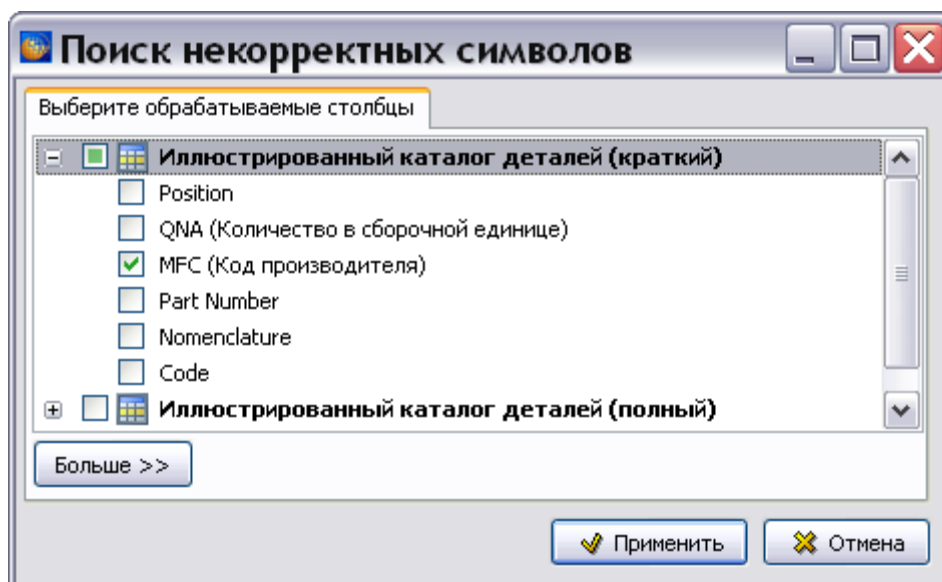 Поиск некорректных символов
Выберите обрабатываемые столбцы
Иллюстрированный каталог деталей (краткий)
Position
QNA (Количество в сборочной единице)
MFC (Код производителя)
Part Number
Nomenclature
Code
Иллюстрированный каталог деталей (полный)
Больше >>
Применить
Отмена